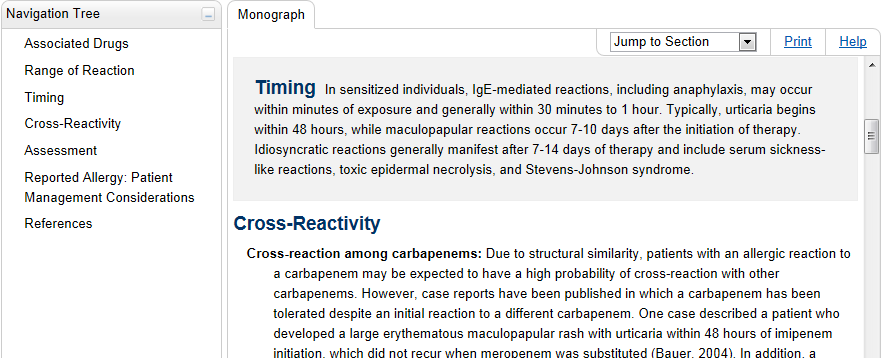 Navigation Tree
Associated Drugs
Range of Reaction
Timing
Cross-Reactivity
Assessment
Reported Allergy: Patient
Management Considerations
References
Monograph
Jump to Section
Print
Help
Timing In sensitized individuals, IgE-mediated reactions, including anaphylaxis, may occur
within minutes of exposure and generally within 30 minutes to 1 hour. Typically, urticaria begins
within 48 hours, while maculopapular reactions occur 7-10 days after the initiation of therapy.
Idiosyncratic reactions generally manifest after 7-14 days of therapy and include serum sickness-
like reactions, toxic epidermal necrolysis, and Stevens-Johnson syndrome.
Cross-Reactivity
Cross-reaction among carbapenems: Due to structural similarity, patients with an allergic reaction to
a carbapenem may be expected to have a high probability of cross-reaction with other
carbapenems. However, case reports have been published in which a carbapenem has been
tolerated despite an initial reaction to a different carbapenem. One case described a patient who
developed a large erythematous maculopapular rash with urticaria within 48 hours of imipenem
initiation, which did not recur when meropenem was substituted (Bauer, 2004). In addition, a